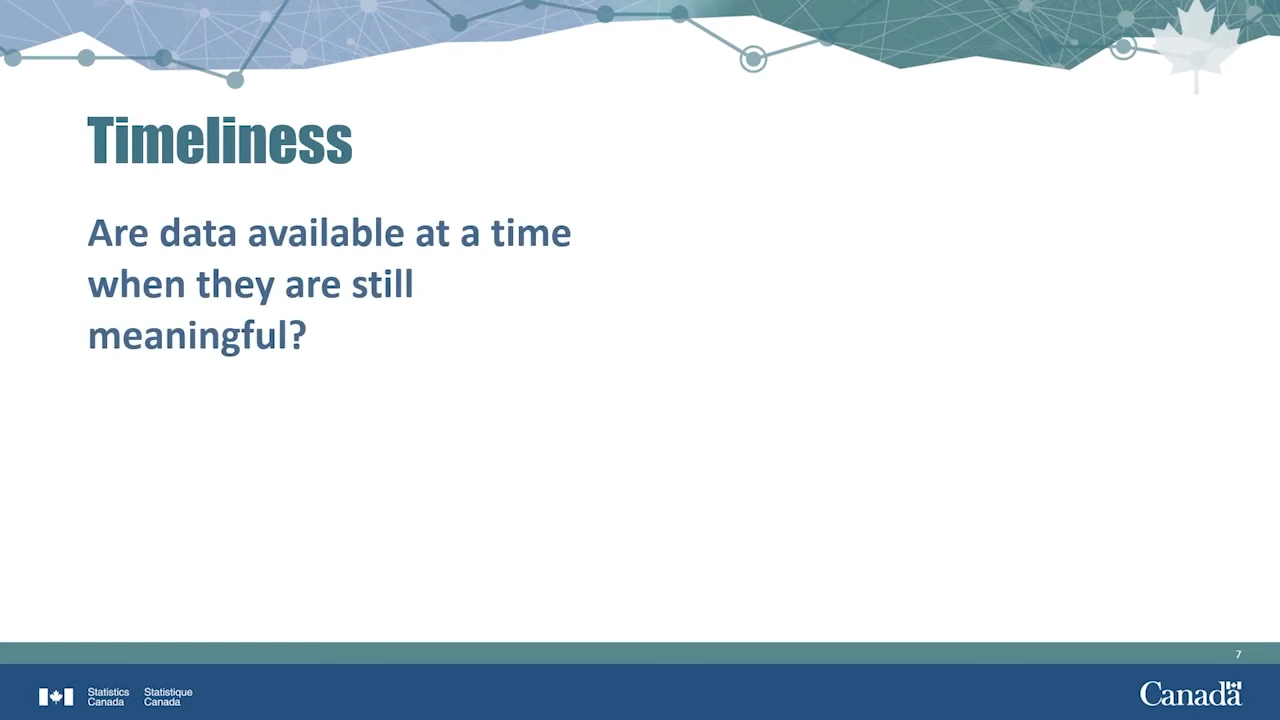 Timeliness
Are data available at a time
when they are still
meaningful?
7
Statistics
Canada
Statistique
Canada
Canada